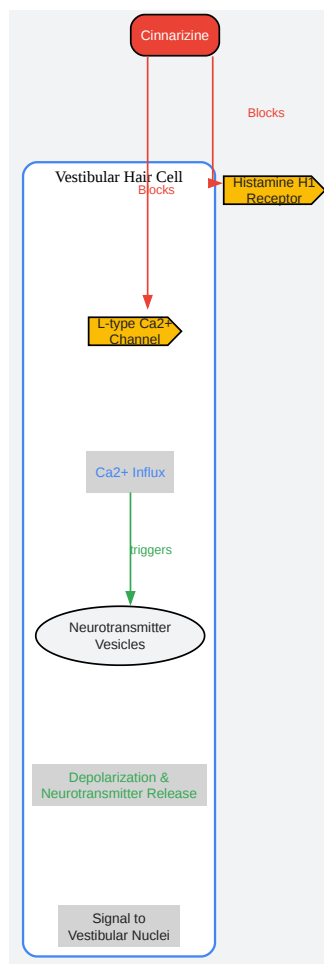 Cinnarizine
Blocks
Vestibular Hair Cell
Blocks
Histamine H1
Receptor
L-type Ca2+
Channel
Ca2+ Influx
triggers
Neurotransmitter
Vesicles
Depolarization &
Neurotransmitter Release
Signal to
Vestibular Nuclei